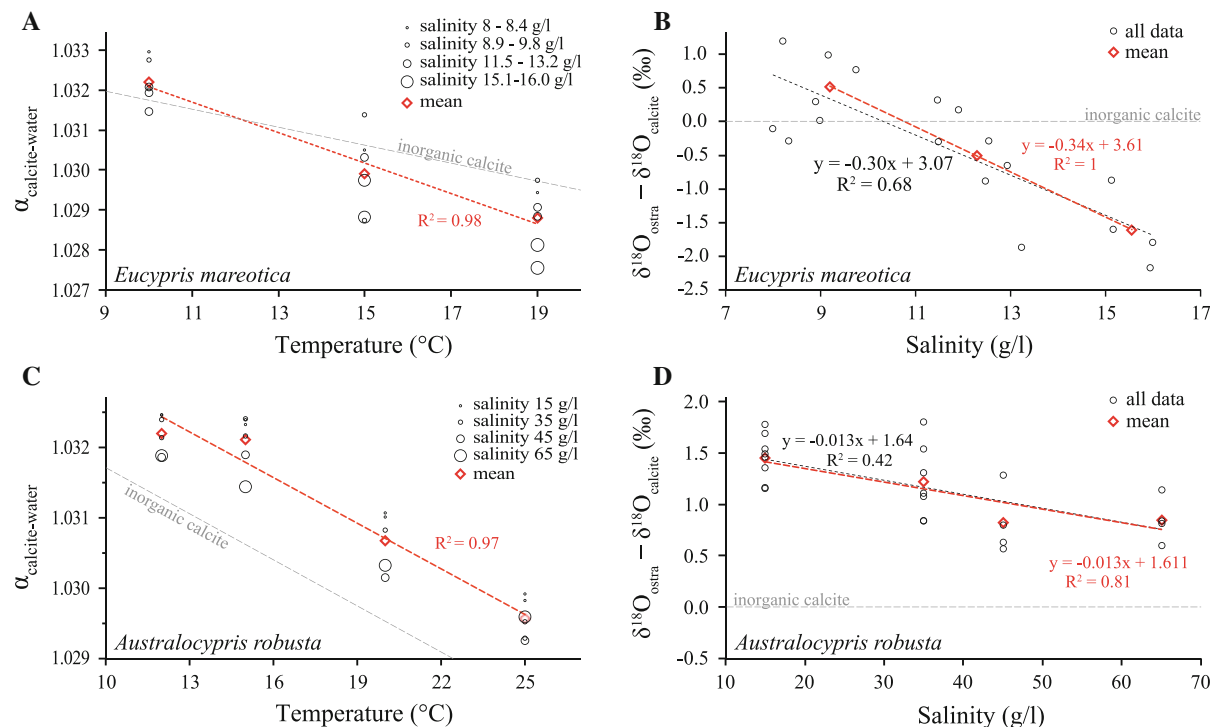 A
1.033
1.032
1.031
1.030
1.029
1.028
1.027
α calcite-water
salinity 8 - 8.4 g/l
salinity 8.9 - 9.8 g/l
salinity 11.5 - 13.2 g/l
salinity 15.1-16.0 g/l
mean
inorganic calcite
R² = 0.98
Eucypris mareotica
9 11 13 15 17 19
Temperature (°C)
B
1.0
0.5
0.0
-0.5
-1.0
-1.5
-2.0
-2.5
δ¹⁸Oostra – δ¹⁸Ocalcite (‰)
all data
mean
inorganic calcite
y = -0.34x + 3.61
R² = 1
y = -0.30x + 3.07
R² = 0.68
Eucypris mareotica
7 9 11 13 15 17
Salinity (g/l)
C
1.032
1.031
1.030
1.029
α calcite-water
salinity 15 g/l
salinity 35 g/l
salinity 45 g/l
salinity 65 g/l
mean
inorganic calcite
R² = 0.97
Australocypris robusta
10 13 16 19 22 25
Temperature (°C)
D
2.0
1.5
1.0
0.5
0.0
-0.5
δ¹⁸Oostra – δ¹⁸Ocalcite (‰)
all data
mean
y = -0.013x + 1.64
R² = 0.42
y = -0.013x + 1.611
R² = 0.81
inorganic calcite
Australocypris robusta
10 20 30 40 50 60 70
Salinity (g/l)